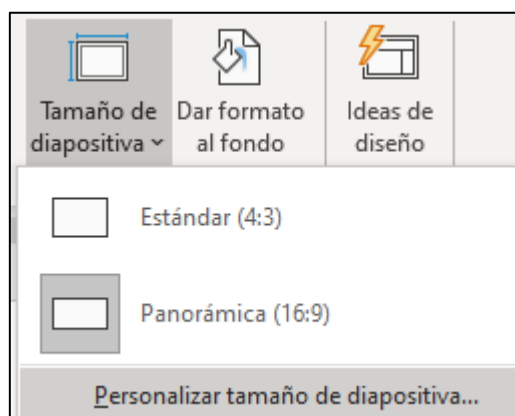 Tamaño de diapositiva
Dar formato al fondo
Ideas de diseño
Estándar (4:3)
Panorámica (16:9)
Personalizar tamaño de diapositiva...